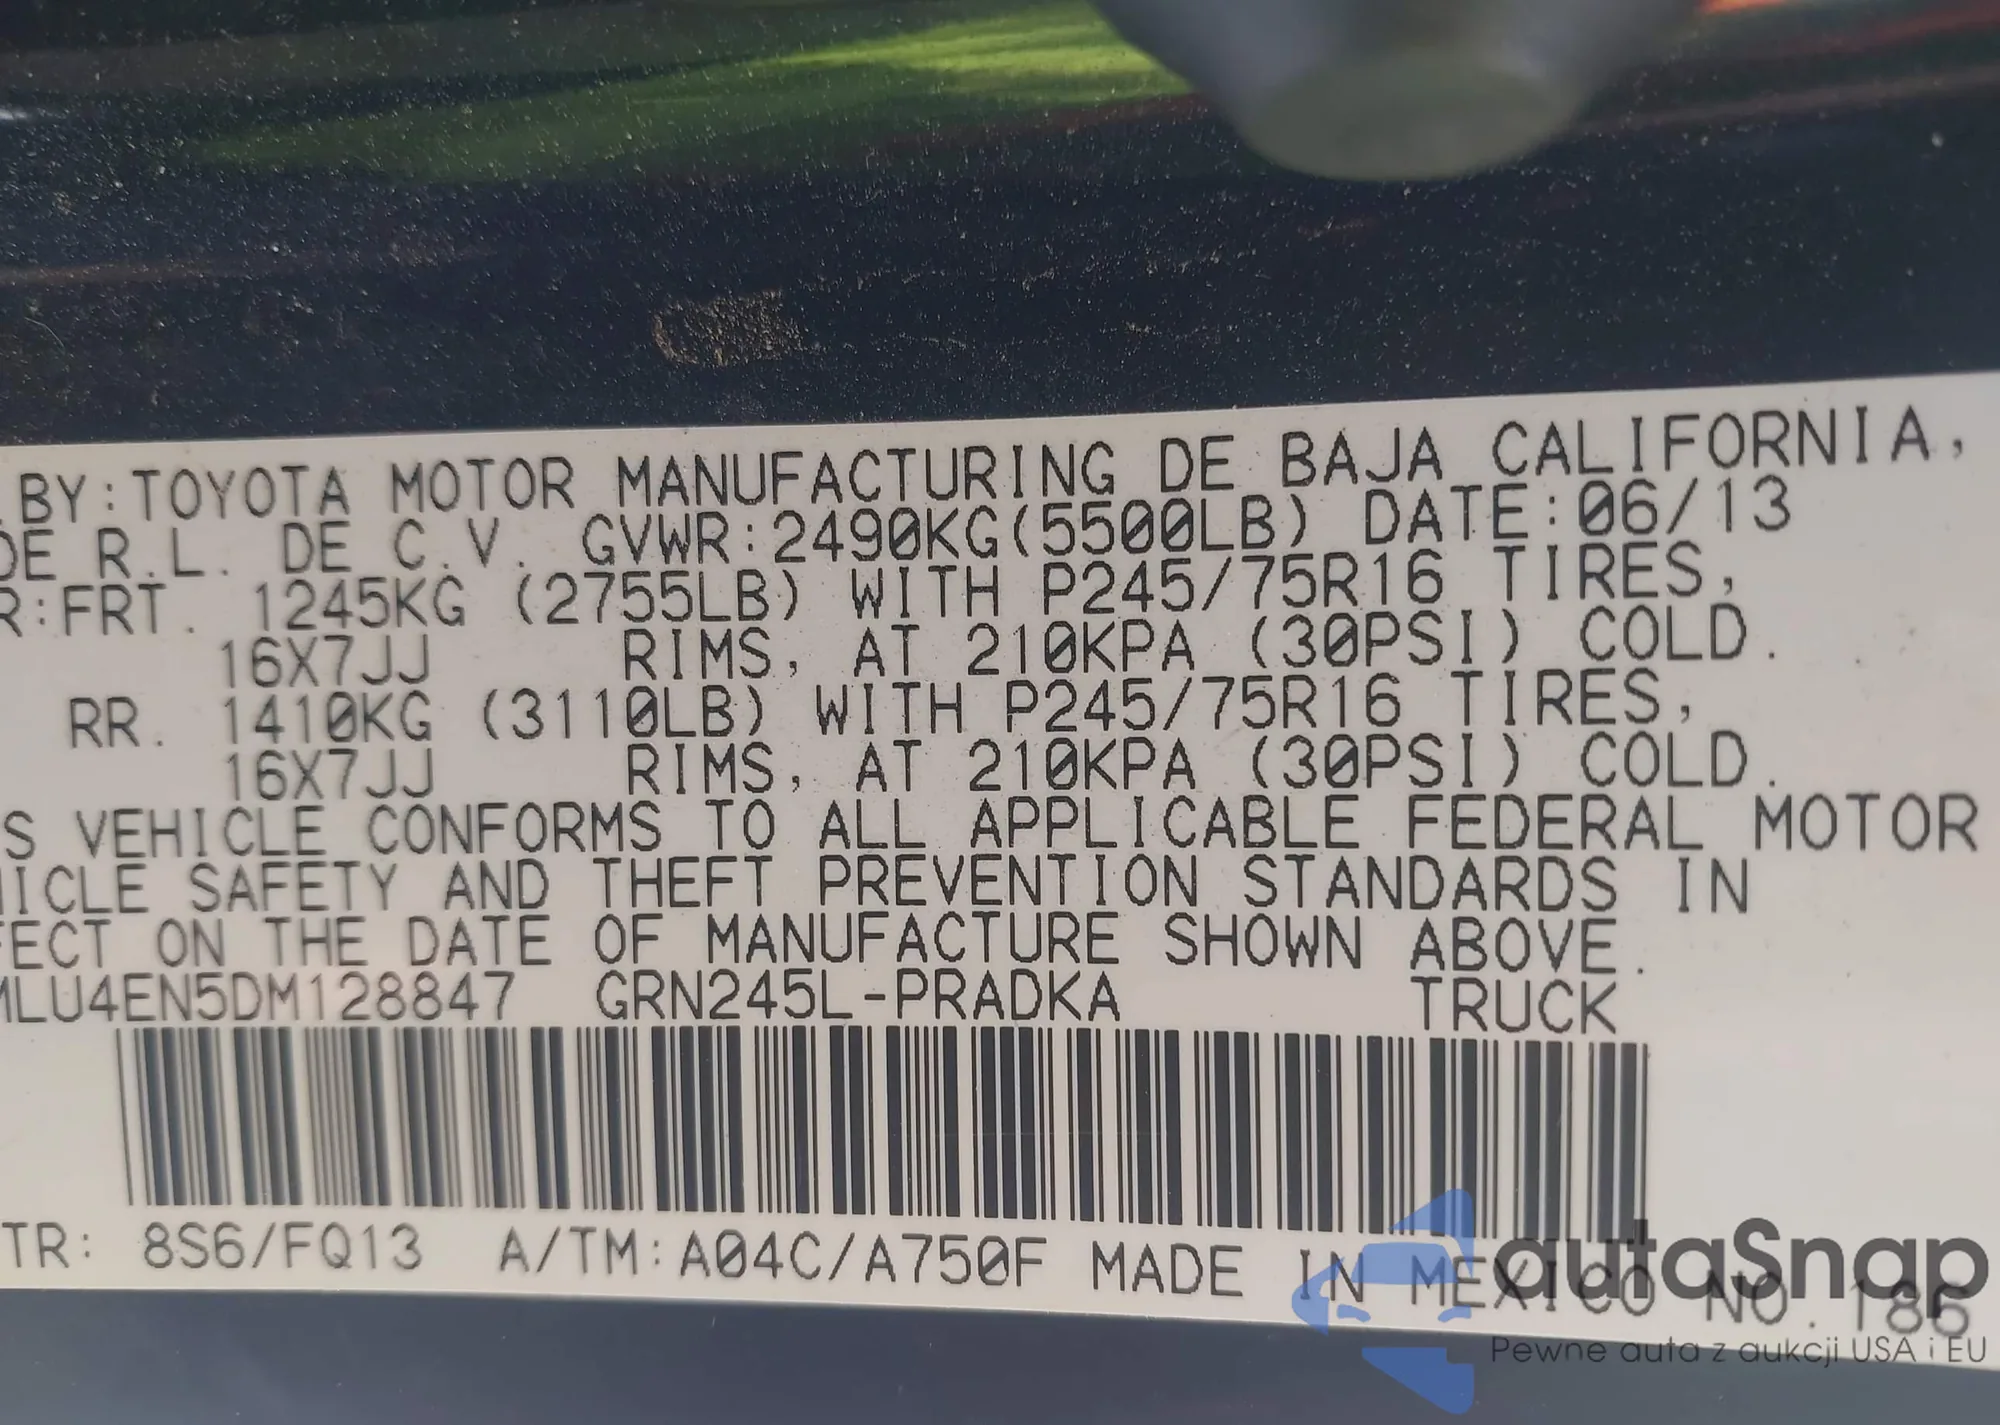 BY:TOYOTA MOTOR MANUFACTURING DE BAJA CALIFORNIA,
DE R.L. DE C.V. GVWR:2490KG(5500LB) DATE:06/13
R:FRT. 1245KG (2755LB) WITH P245/75R16 TIRES,
16X7JJ RIMS, AT 210KPA (30PSI) COLD.
RR. 1410KG (3110LB) WITH P245/75R16 TIRES,
16X7JJ RIMS, AT 210KPA (30PSI) COLD.
S VEHICLE CONFORMS TO ALL APPLICABLE FEDERAL MOTOR
ICLE SAFETY AND THEFT PREVENTION STANDARDS IN
FECT ON THE DATE OF MANUFACTURE SHOWN ABOVE.
MLU4EN5DM128847 GRN245L-PRADKA TRUCK
TR: 8S6/FQ13 A/TM:A04C/A750F MADE IN MEXICO NO. 186
autaSnap
Pewne auta z aukcji USA i EU